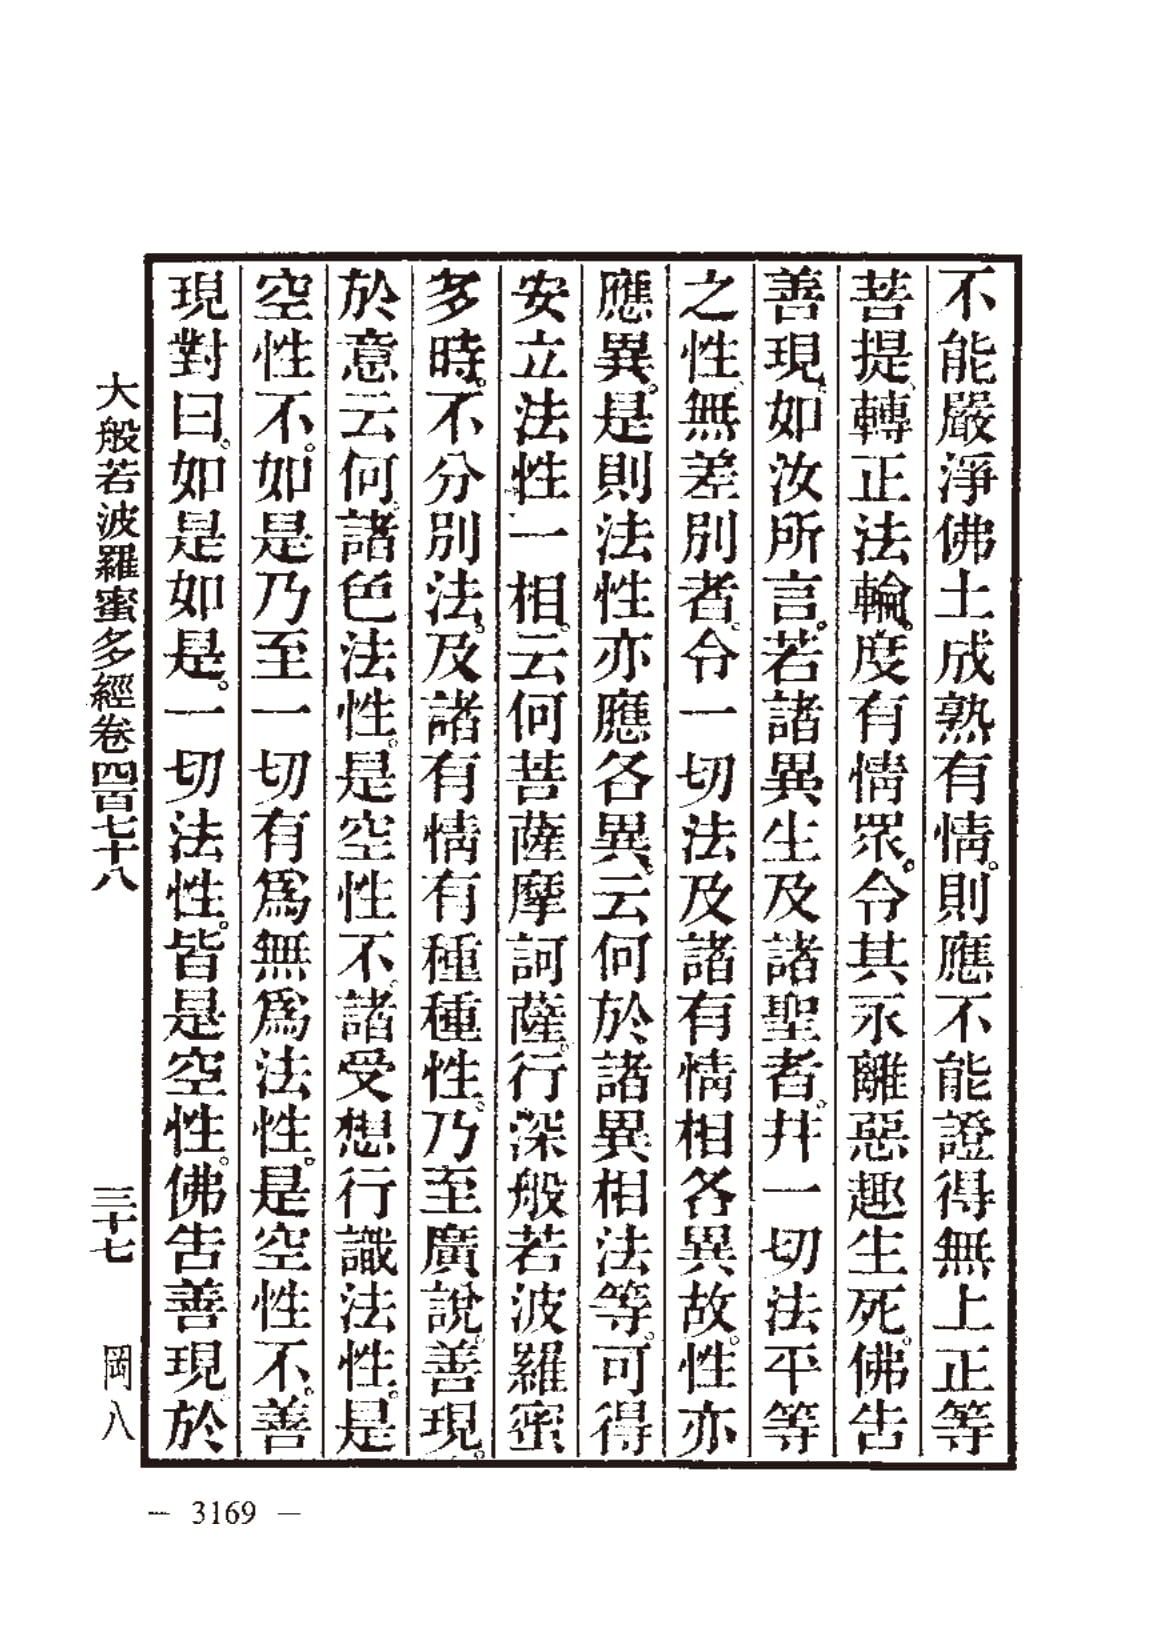 不能嚴淨佛土成熟有情。則應不能證得無上正等
菩提、轉正法輪。度有情眾。令其永離惡趣生死。佛告
善現、如汝所言。若諸異生及諸聖者。幷一切法平等
之性、無差別者。令一切法及諸有情相各異故。性亦
應異。是則法性亦應各異、云何於諸異相法等。可得
安立法性一相。云何菩薩摩訶薩。行深般若波羅蜜
多時。不分別法。及諸有情有種種性。乃至廣說。善現。
於意云何。諸色法性。是空性不。諸受想行識法性。是
空性不。如是乃至一切有爲無爲法性。是空性不。善
現對曰。如是如是。一切法性。皆是空性。佛告善現於
大般若波羅蜜多經卷四百七十八 三十七 岡八
— 3169 —